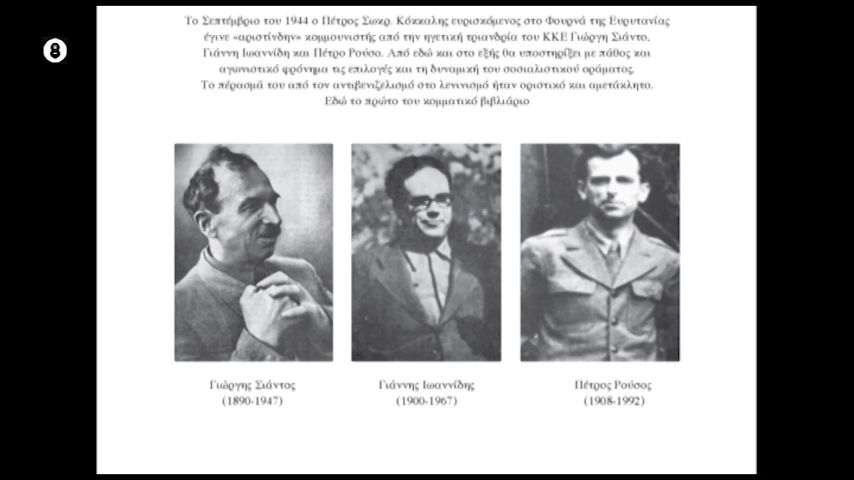 8
Το Σεπτέμβριο του 1944 ο Πέτρος Σωκρ. Κόκκαλης ευρισκόμενος στο Φουρνά της Ευρυτανίας
έγινε «αριστίνδην» κομμουνιστής από την ηγετική τριανδρία του ΚΚΕ Γιώργη Σιάντο,
Γιάννη Ιωαννίδη και Πέτρο Ρούσο. Από εδώ και στο εξής θα υποστηρίξει με πάθος και
αγωνιστικό φρόνημα τις επιλογές και τη δυναμική του σοσιαλιστικού οράματος.
Το πέρασμά του από τον αντιβενιζελισμό στο λενινισμό ήταν οριστικό και αμετάκλητο.
Εδώ το πρώτο του κομματικό βιβλιάριο
Γιώργης Σιάντος
(1890-1947)
Γιάννης Ιωαννίδης
(1900-1967)
Πέτρος Ρούσος
(1908-1992)